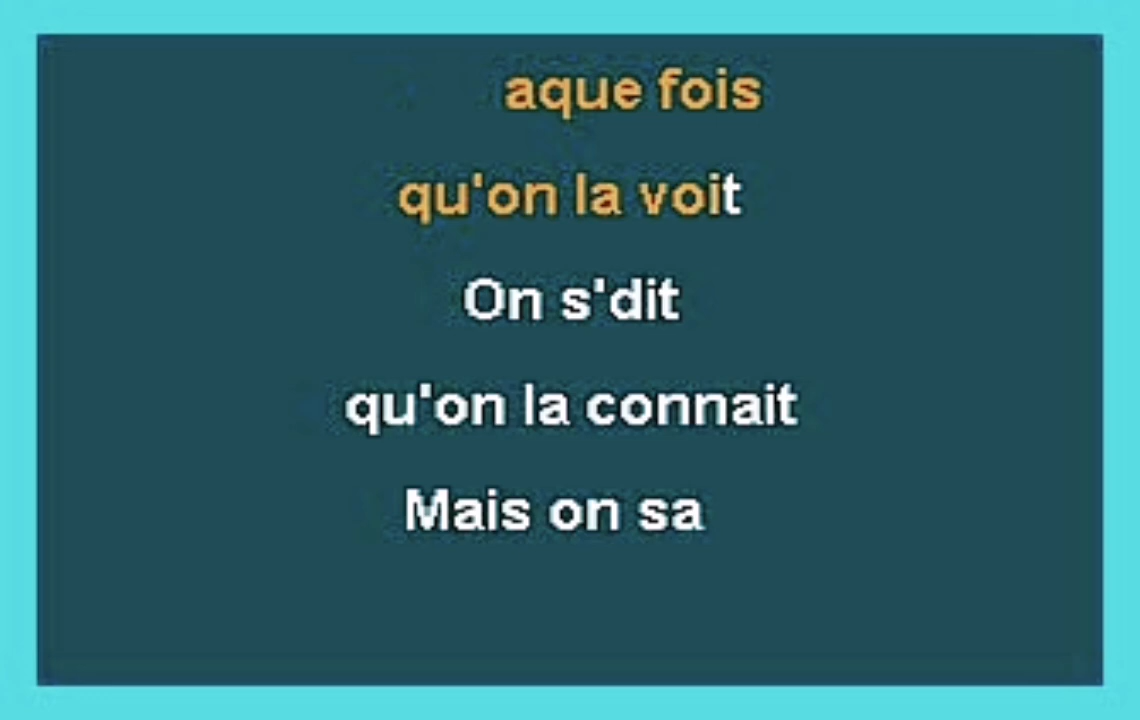 aque fois
qu'on la voit
On s'dit
qu'on la connait
Mais on sa